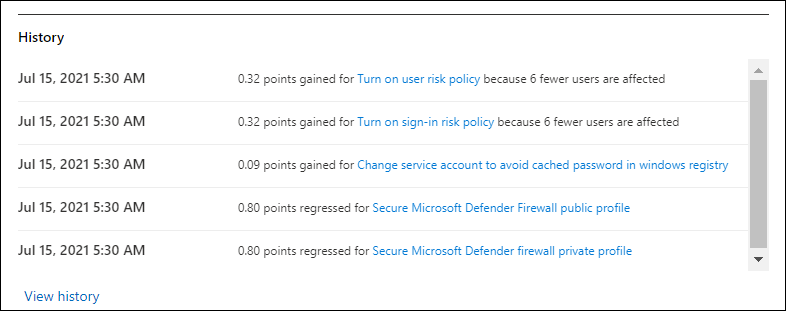 History
Jul 15, 2021 5:30 AM 0.32 points gained for Turn on user risk policy because 6 fewer users are affected
Jul 15, 2021 5:30 AM 0.32 points gained for Turn on sign-in risk policy because 6 fewer users are affected
Jul 15, 2021 5:30 AM 0.09 points gained for Change service account to avoid cached password in windows registry
Jul 15, 2021 5:30 AM 0.80 points regressed for Secure Microsoft Defender Firewall public profile
Jul 15, 2021 5:30 AM 0.80 points regressed for Secure Microsoft Defender firewall private profile
View history